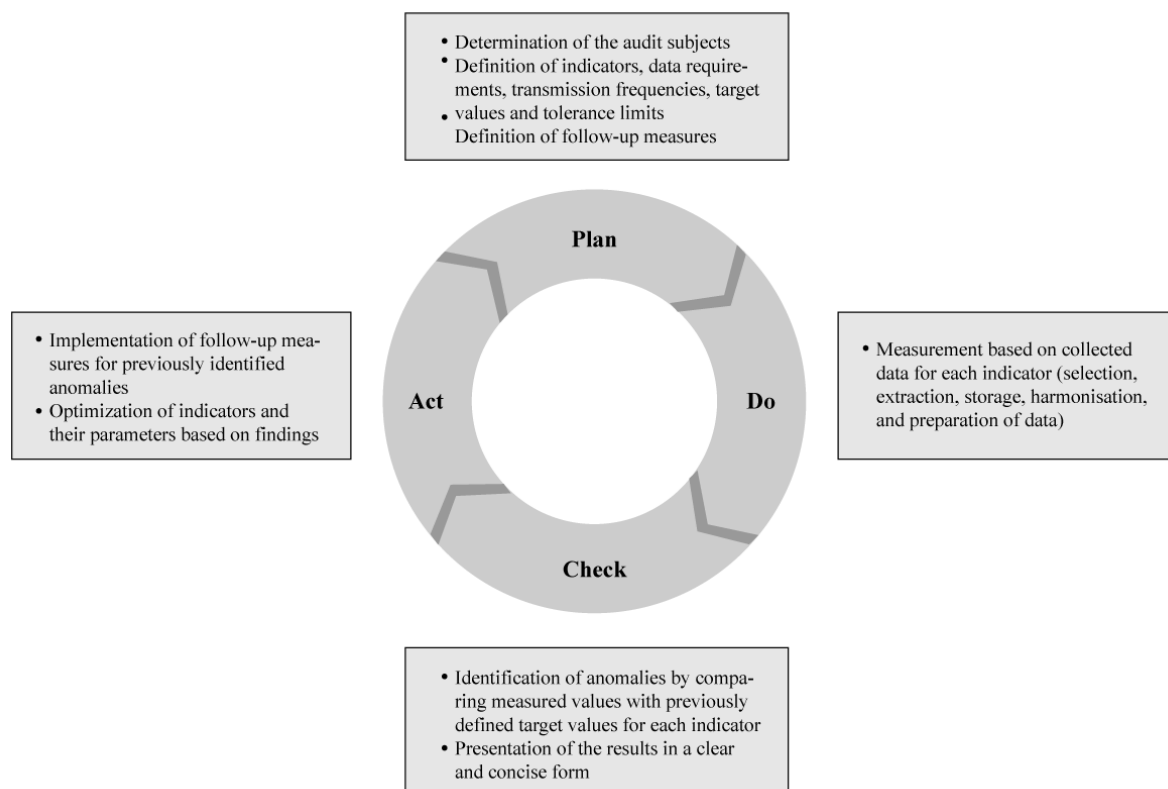 • Determination of the audit subjects
• Definition of indicators, data require-
ments, transmission frequencies, target
• values and tolerance limits
Definition of follow-up measures
Plan
• Implementation of follow-up mea-
sures for previously identified
anomalies
• Optimization of indicators and
their parameters based on findings
Act
Do
• Measurement based on collected
data for each indicator (selection,
extraction, storage, harmonisation,
and preparation of data)
Check
• Identification of anomalies by compa-
ring measured values with previously
defined target values for each indicator
• Presentation of the results in a clear
and concise form